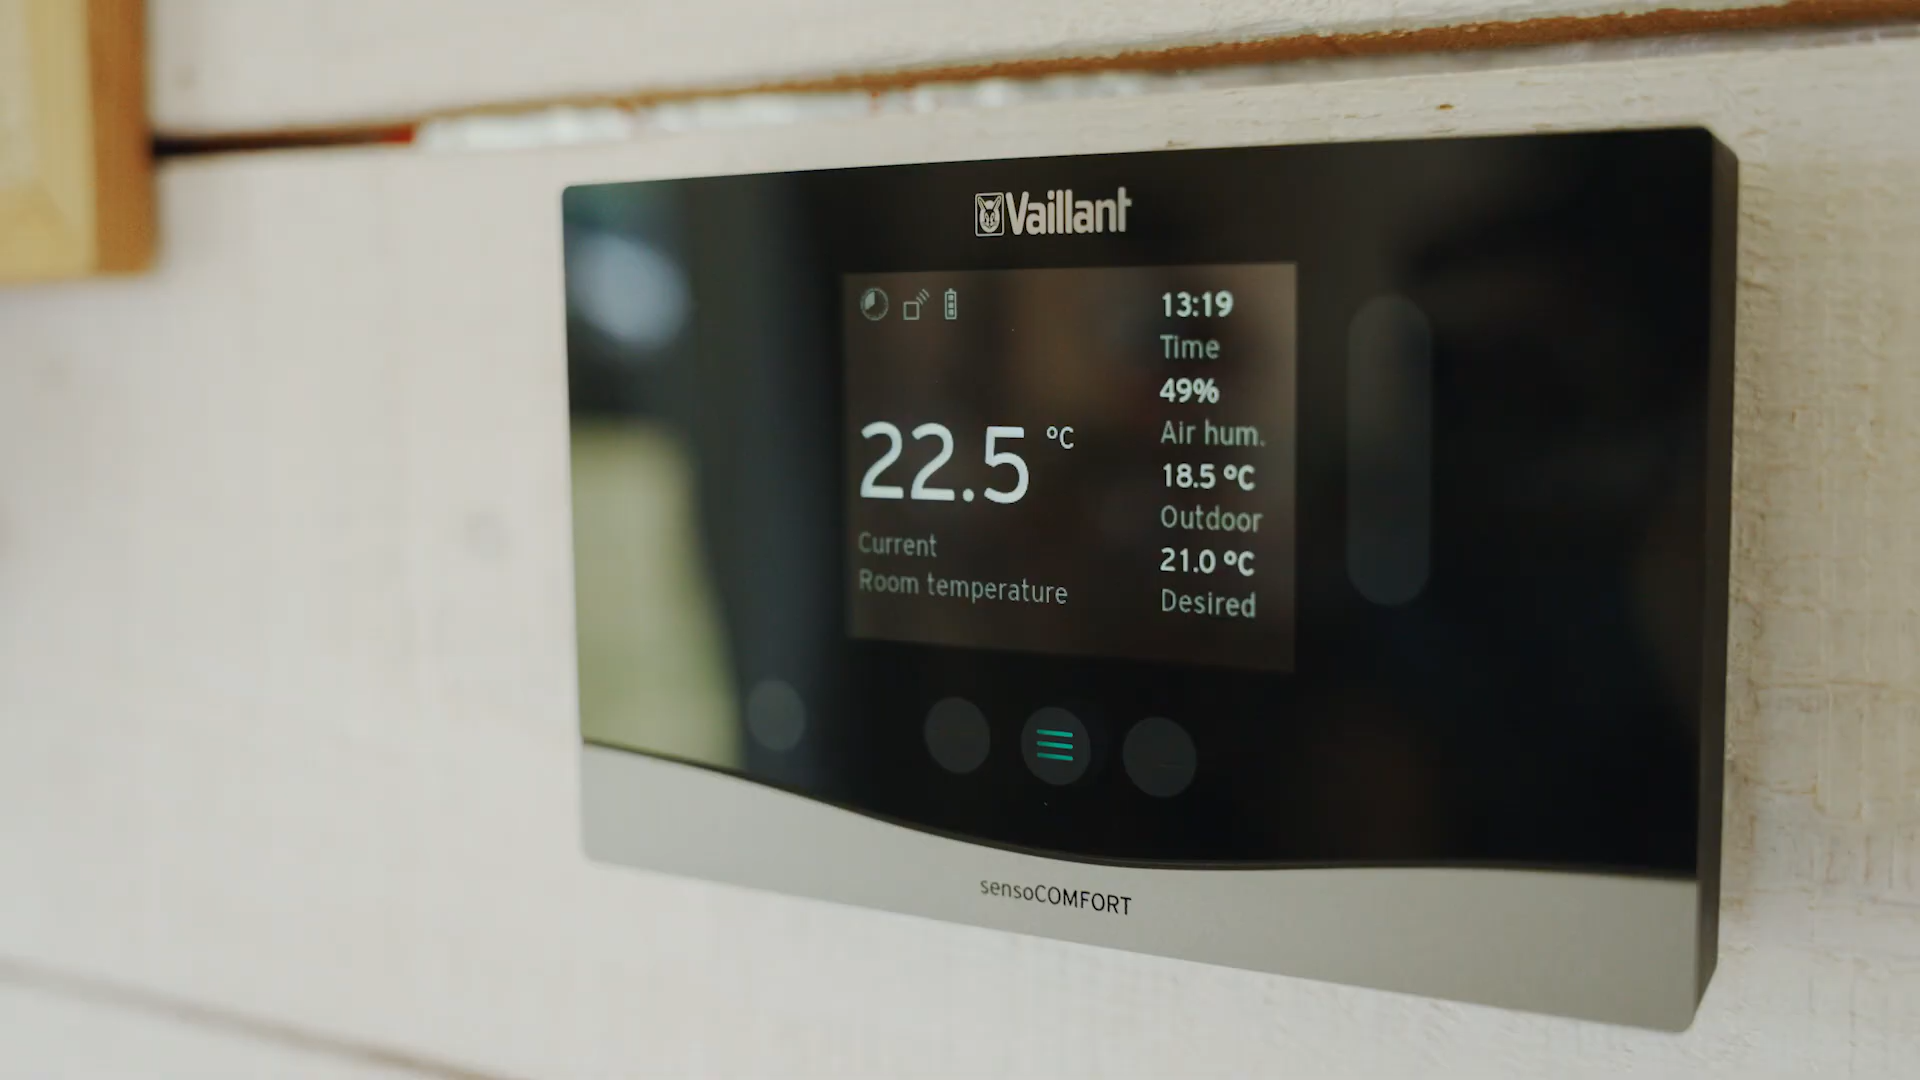 Vaillant
22.5 °C
Current
Room temperature
13:19
Time
49%
Air hum.
18.5 °C
Outdoor
21.0 °C
Desired
sensoCOMFORT